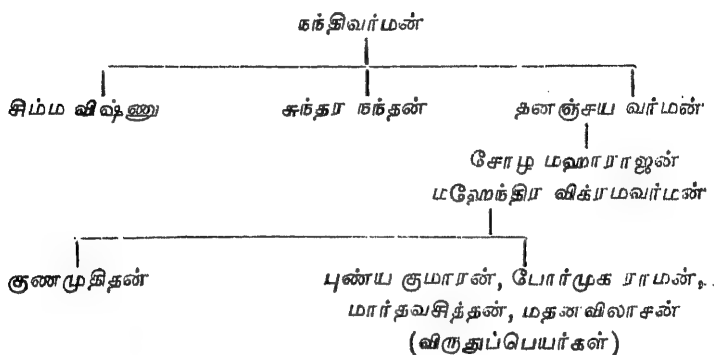 நந்திவர்மன்
சிம்ம விஷ்ணு சுந்தர நந்தன் தனஞ்சய வர்மன்
சோழ மஹாராஜன்
மஹேந்திர விக்ரமவர்மன்
குணமுதிதன் புண்ய குமாரன், போர்முக ராமன்,
மார்தவசித்தன், மதனவிலாசன்
(விருதுப்பெயர்கள்)